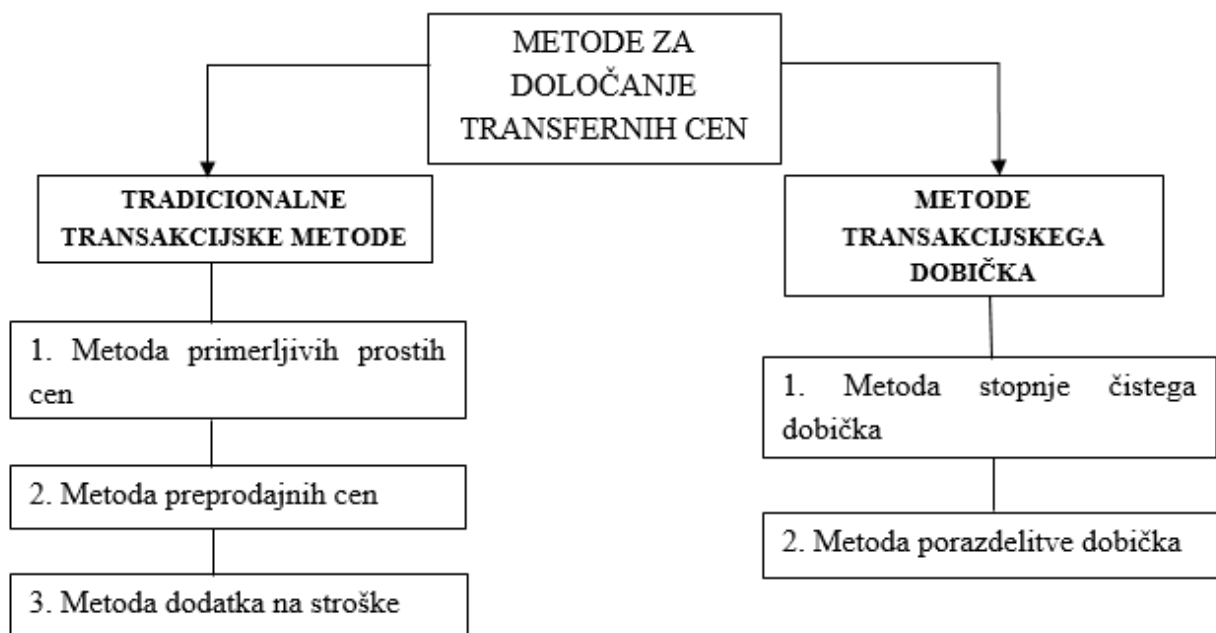 METODE ZA
DOLOČANJE
TRANSFERNIH CEN
TRADICIONALNE
TRANSAKCIJSKE METODE
1. Metoda primerljivih prostih
cen
2. Metoda preprodajnih cen
3. Metoda dodatka na stroške
METODE
TRANSAKCIJSKEGA
DOBIČKA
1. Metoda stopnje čistega
dobička
2. Metoda porazdelitve dobička